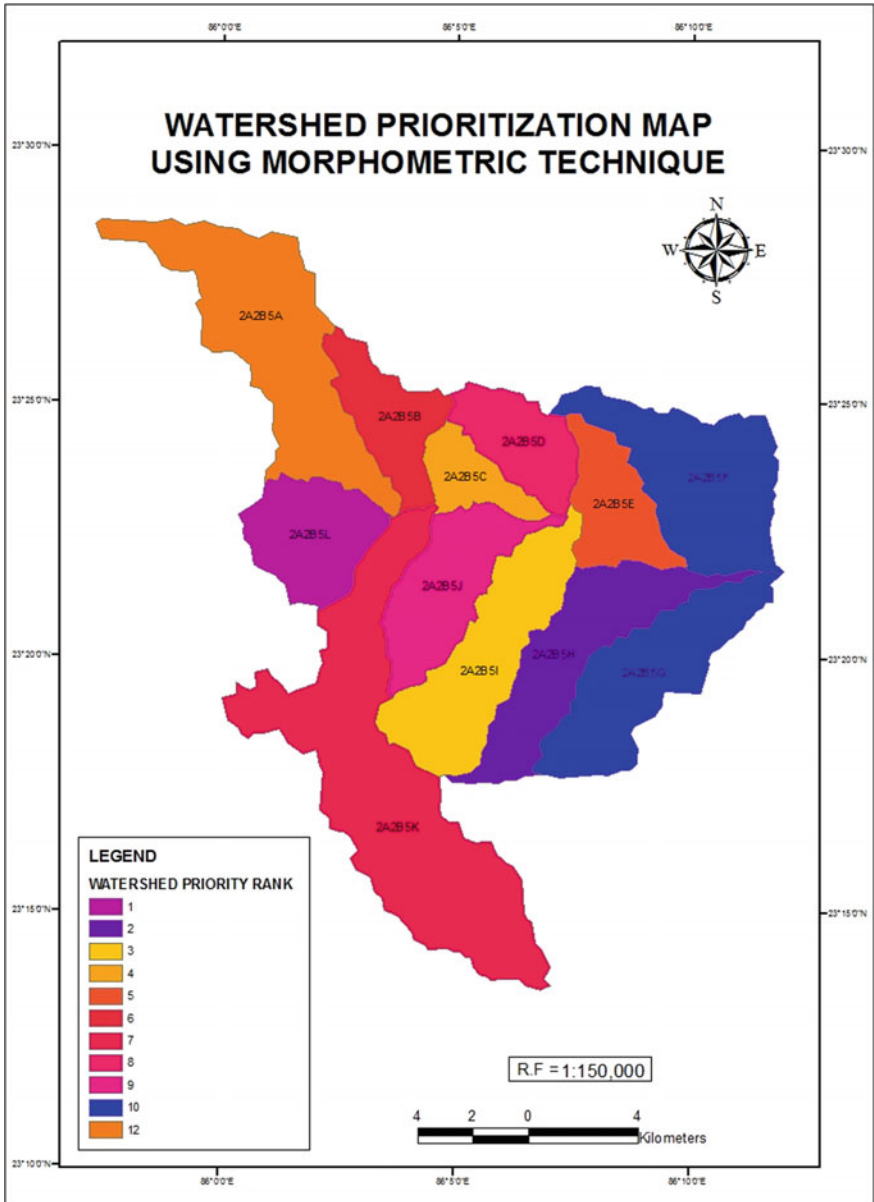 86°0'0"E 86°5'0"E 86°10'0"E
WATERSHED PRIORITIZATION MAP
USING MORPHOMETRIC TECHNIQUE
23°30'0"N 23°30'0"N
N
W E
S
2A2B5A
23°25'0"N 23°25'0"N
2A2B5B
2A2B5D
2A2B5C
2A2B5F
2A2B5E
2A2B5L
2A2B5J
23°20'0"N 23°20'0"N
2A2B5H
2A2B5I
2A2B5G
2A2B5K
LEGEND
WATERSHED PRIORITY RANK
1
2
3
4
5
6
7
8
9
10
12
23°15'0"N 23°15'0"N
R.F = 1:150,000
4 2 0 4
Kilometers
23°10'0"N
86°0'0"E 86°5'0"E 86°10'0"E